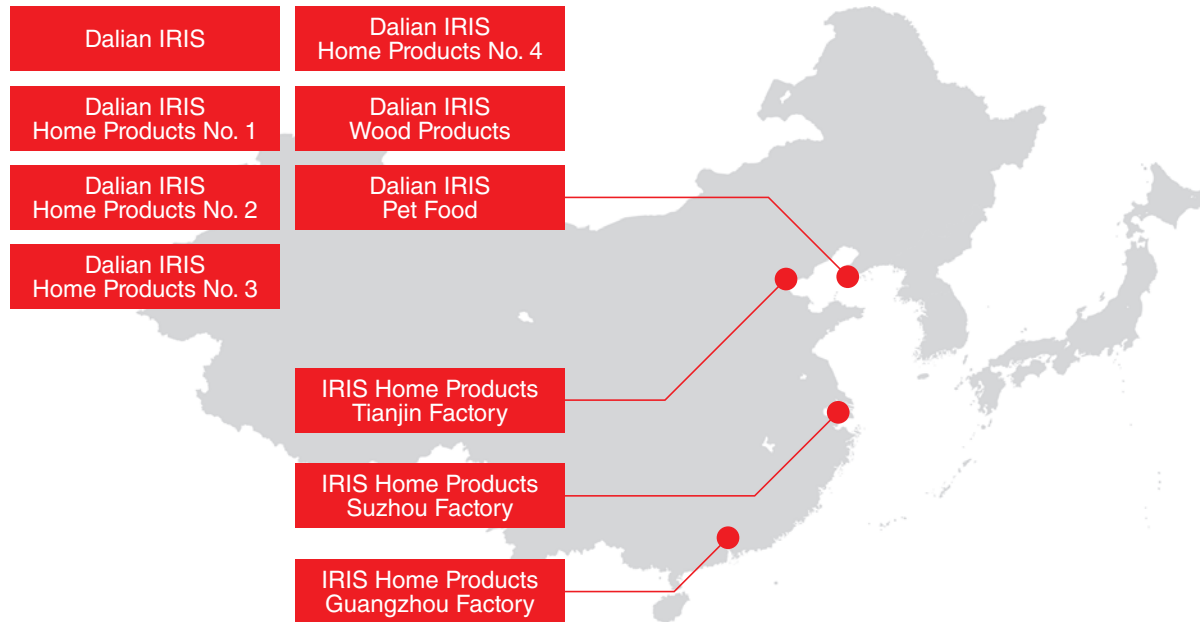 Dalian IRIS
Dalian IRIS
Home Products No. 1
Dalian IRIS
Home Products No. 2
Dalian IRIS
Home Products No. 3
Dalian IRIS
Home Products No. 4
Dalian IRIS
Wood Products
Dalian IRIS
Pet Food
IRIS Home Products
Tianjin Factory
IRIS Home Products
Suzhou Factory
IRIS Home Products
Guangzhou Factory